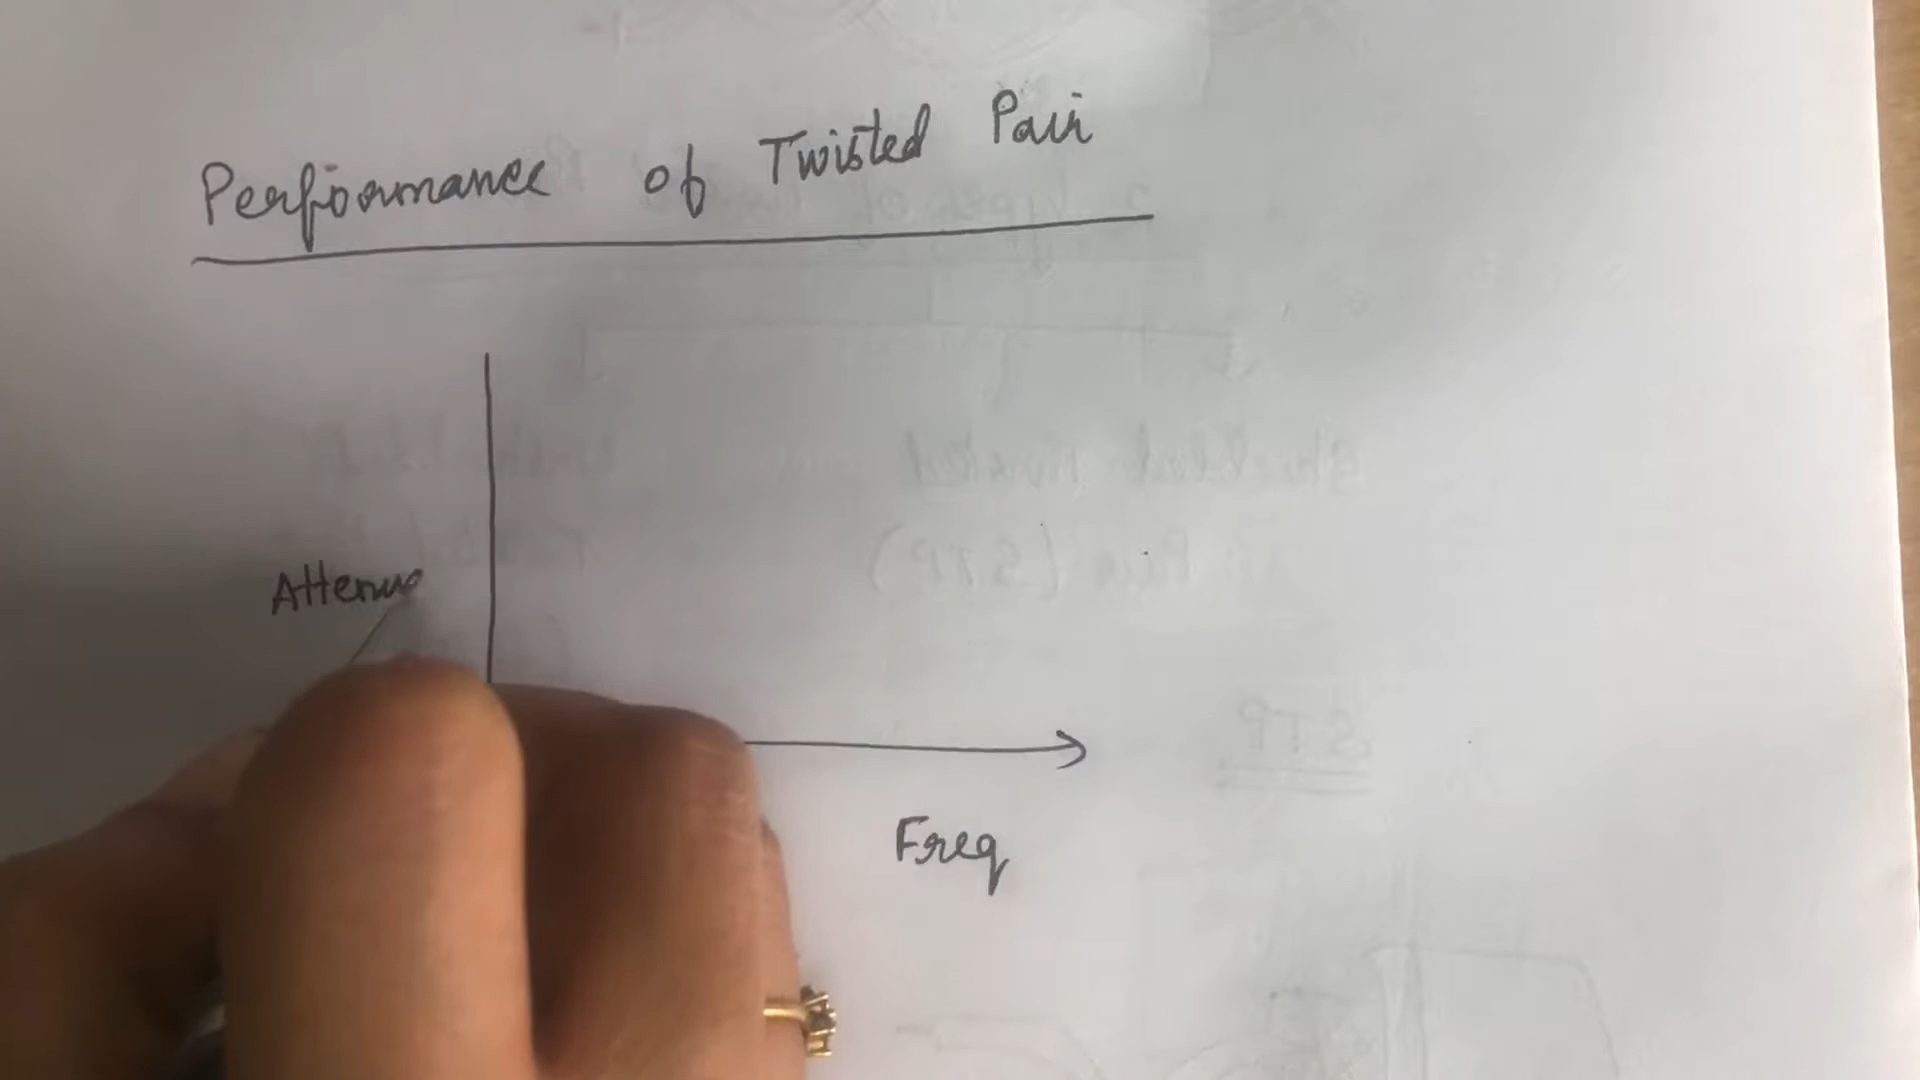 Performance of Twisted Pair
Attenua
Freq